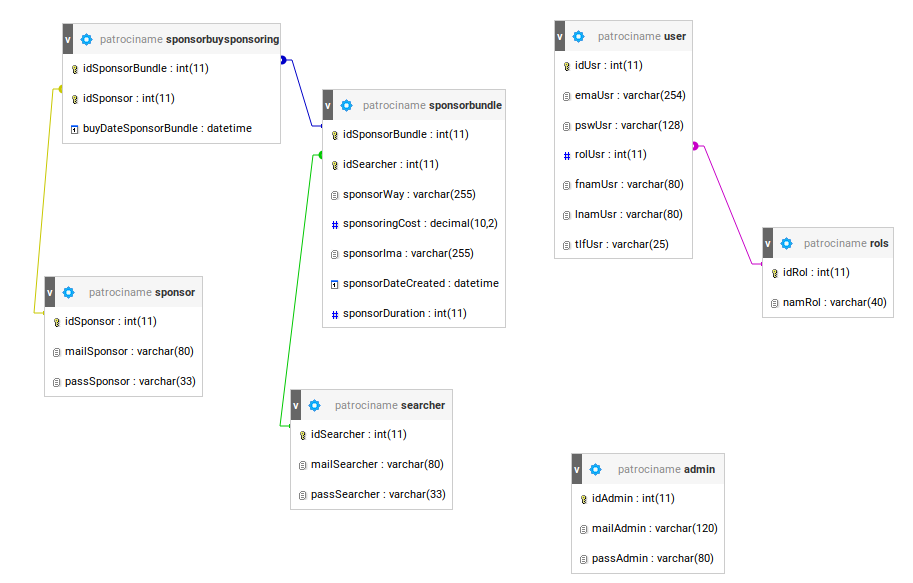 v patrociname sponsorbuysponsoring
idSponsorBundle : int(11)
idSponsor : int(11)
buyDateSponsorBundle : datetime
v patrociname sponsorbundle
idSponsorBundle : int(11)
idSearcher : int(11)
sponsorWay : varchar(255)
# sponsoringCost : decimal(10,2)
sponsorIma : varchar(255)
sponsorDateCreated : datetime
# sponsorDuration : int(11)
v patrociname user
idUsr : int(11)
emaUsr : varchar(254)
pswUsr : varchar(128)
# rolUsr : int(11)
fnamUsr : varchar(80)
lnamUsr : varchar(80)
tlfUsr : varchar(25)
v patrociname rols
idRol : int(11)
namRol : varchar(40)
v patrociname sponsor
idSponsor : int(11)
mailSponsor : varchar(80)
passSponsor : varchar(33)
v patrociname searcher
idSearcher : int(11)
mailSearcher : varchar(80)
passSearcher : varchar(33)
v patrociname admin
idAdmin : int(11)
mailAdmin : varchar(120)
passAdmin : varchar(80)